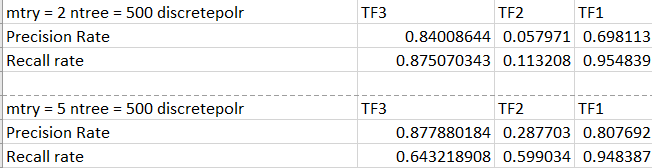 mtry = 2 ntree = 500 discretepolr TF3 TF2 TF1
Precision Rate 0.84008644 0.057971 0.698113
Recall rate 0.875070343 0.113208 0.954839
mtry = 5 ntree = 500 discretepolr TF3 TF2 TF1
Precision Rate 0.877880184 0.287703 0.807692
Recall rate 0.643218908 0.599034 0.948387